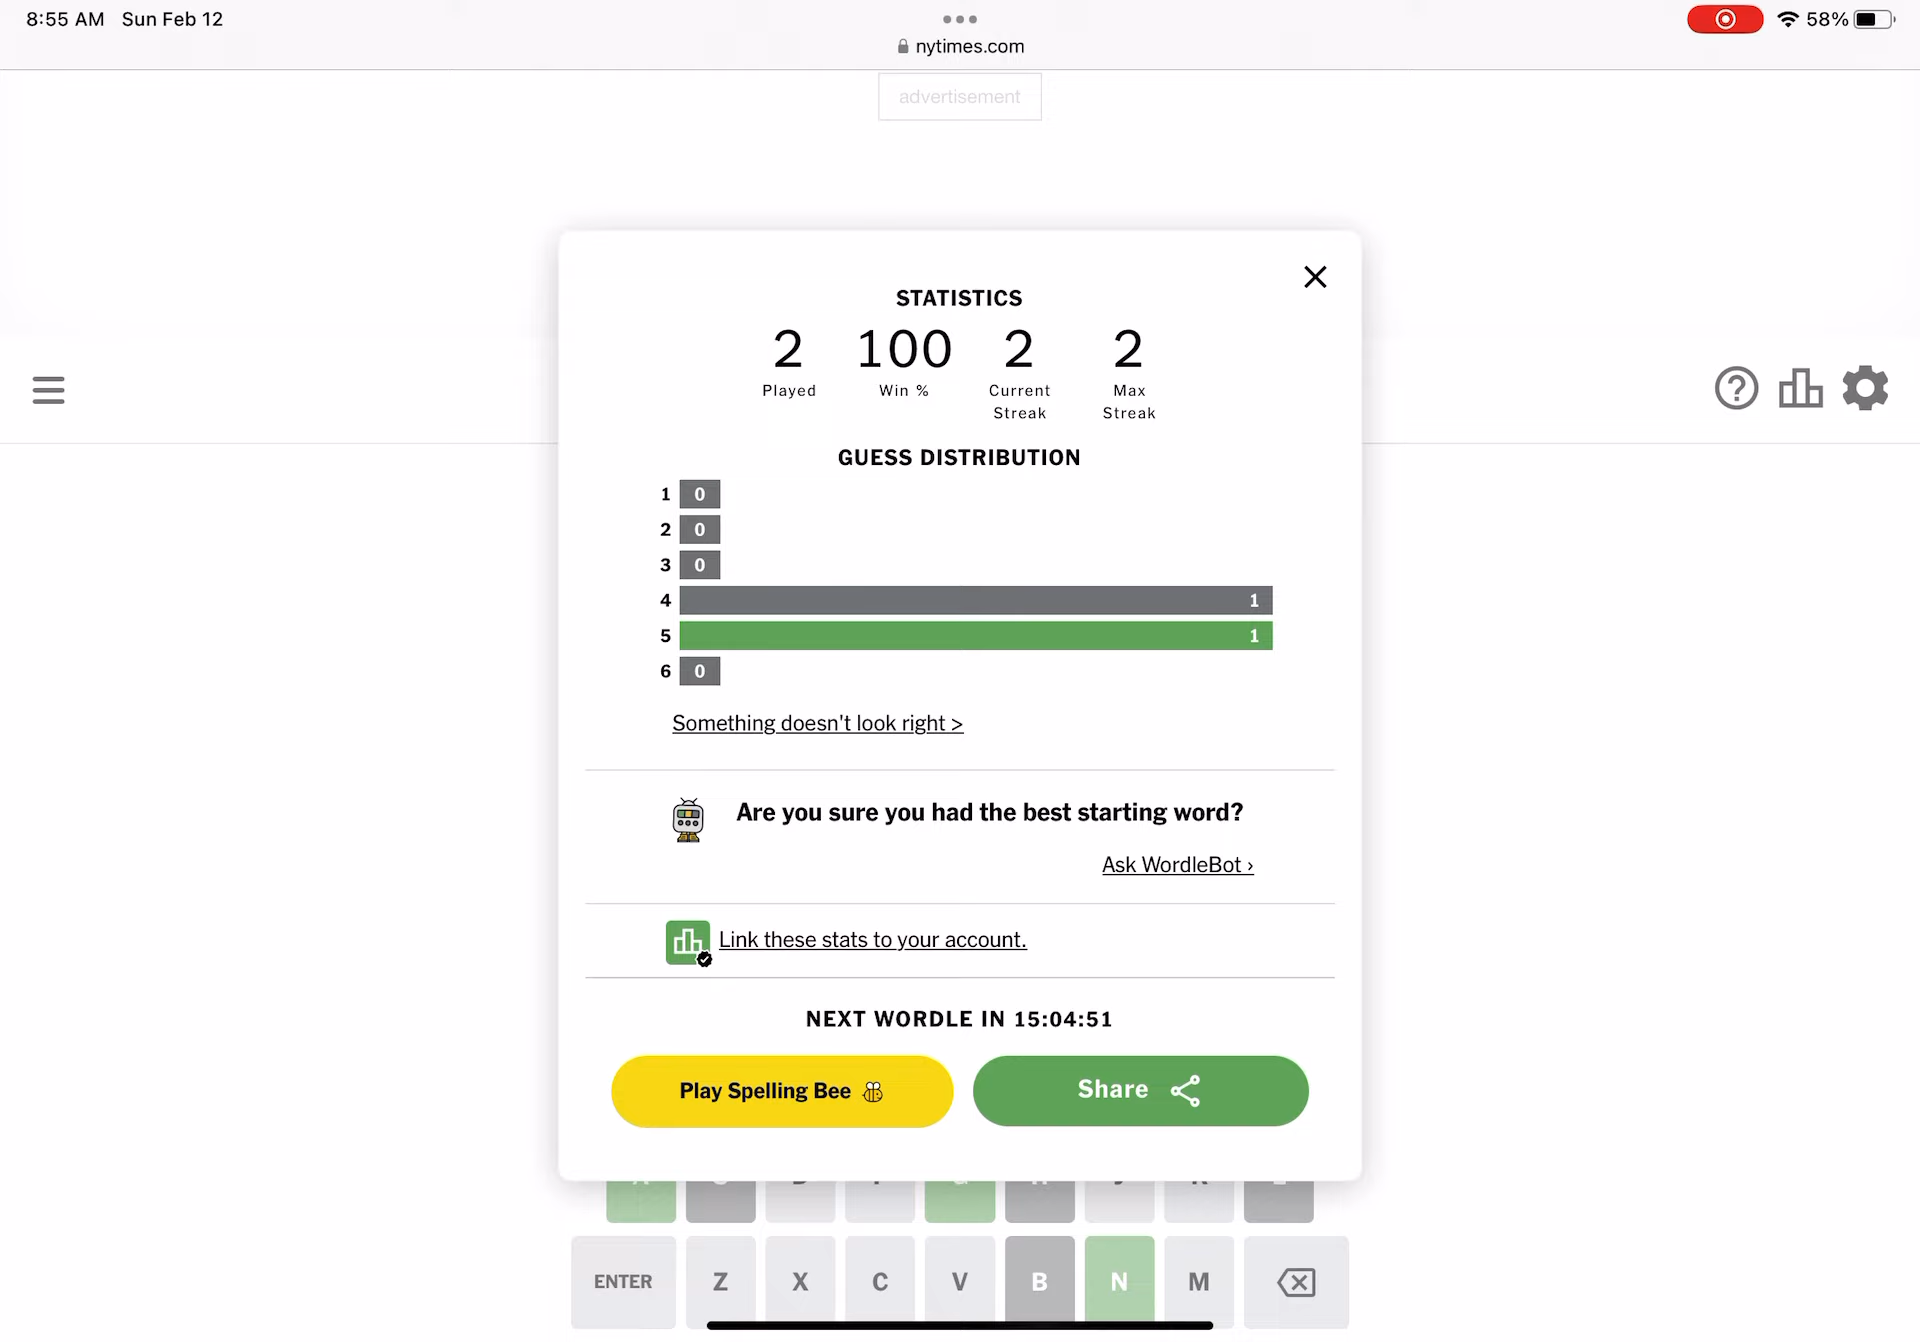 8:55 AM Sun Feb 12
58%
nytimes.com
advertisement
STATISTICS
2 100 2 2
Played Win % Current Streak Max Streak
GUESS DISTRIBUTION
1 0
2 0
3 0
4 1
5 1
6 0
Something doesn't look right >
Are you sure you had the best starting word?
Ask WordleBot ›
Link these stats to your account.
NEXT WORDLE IN 15:04:51
Play Spelling Bee
Share
ENTER Z X C V B N M